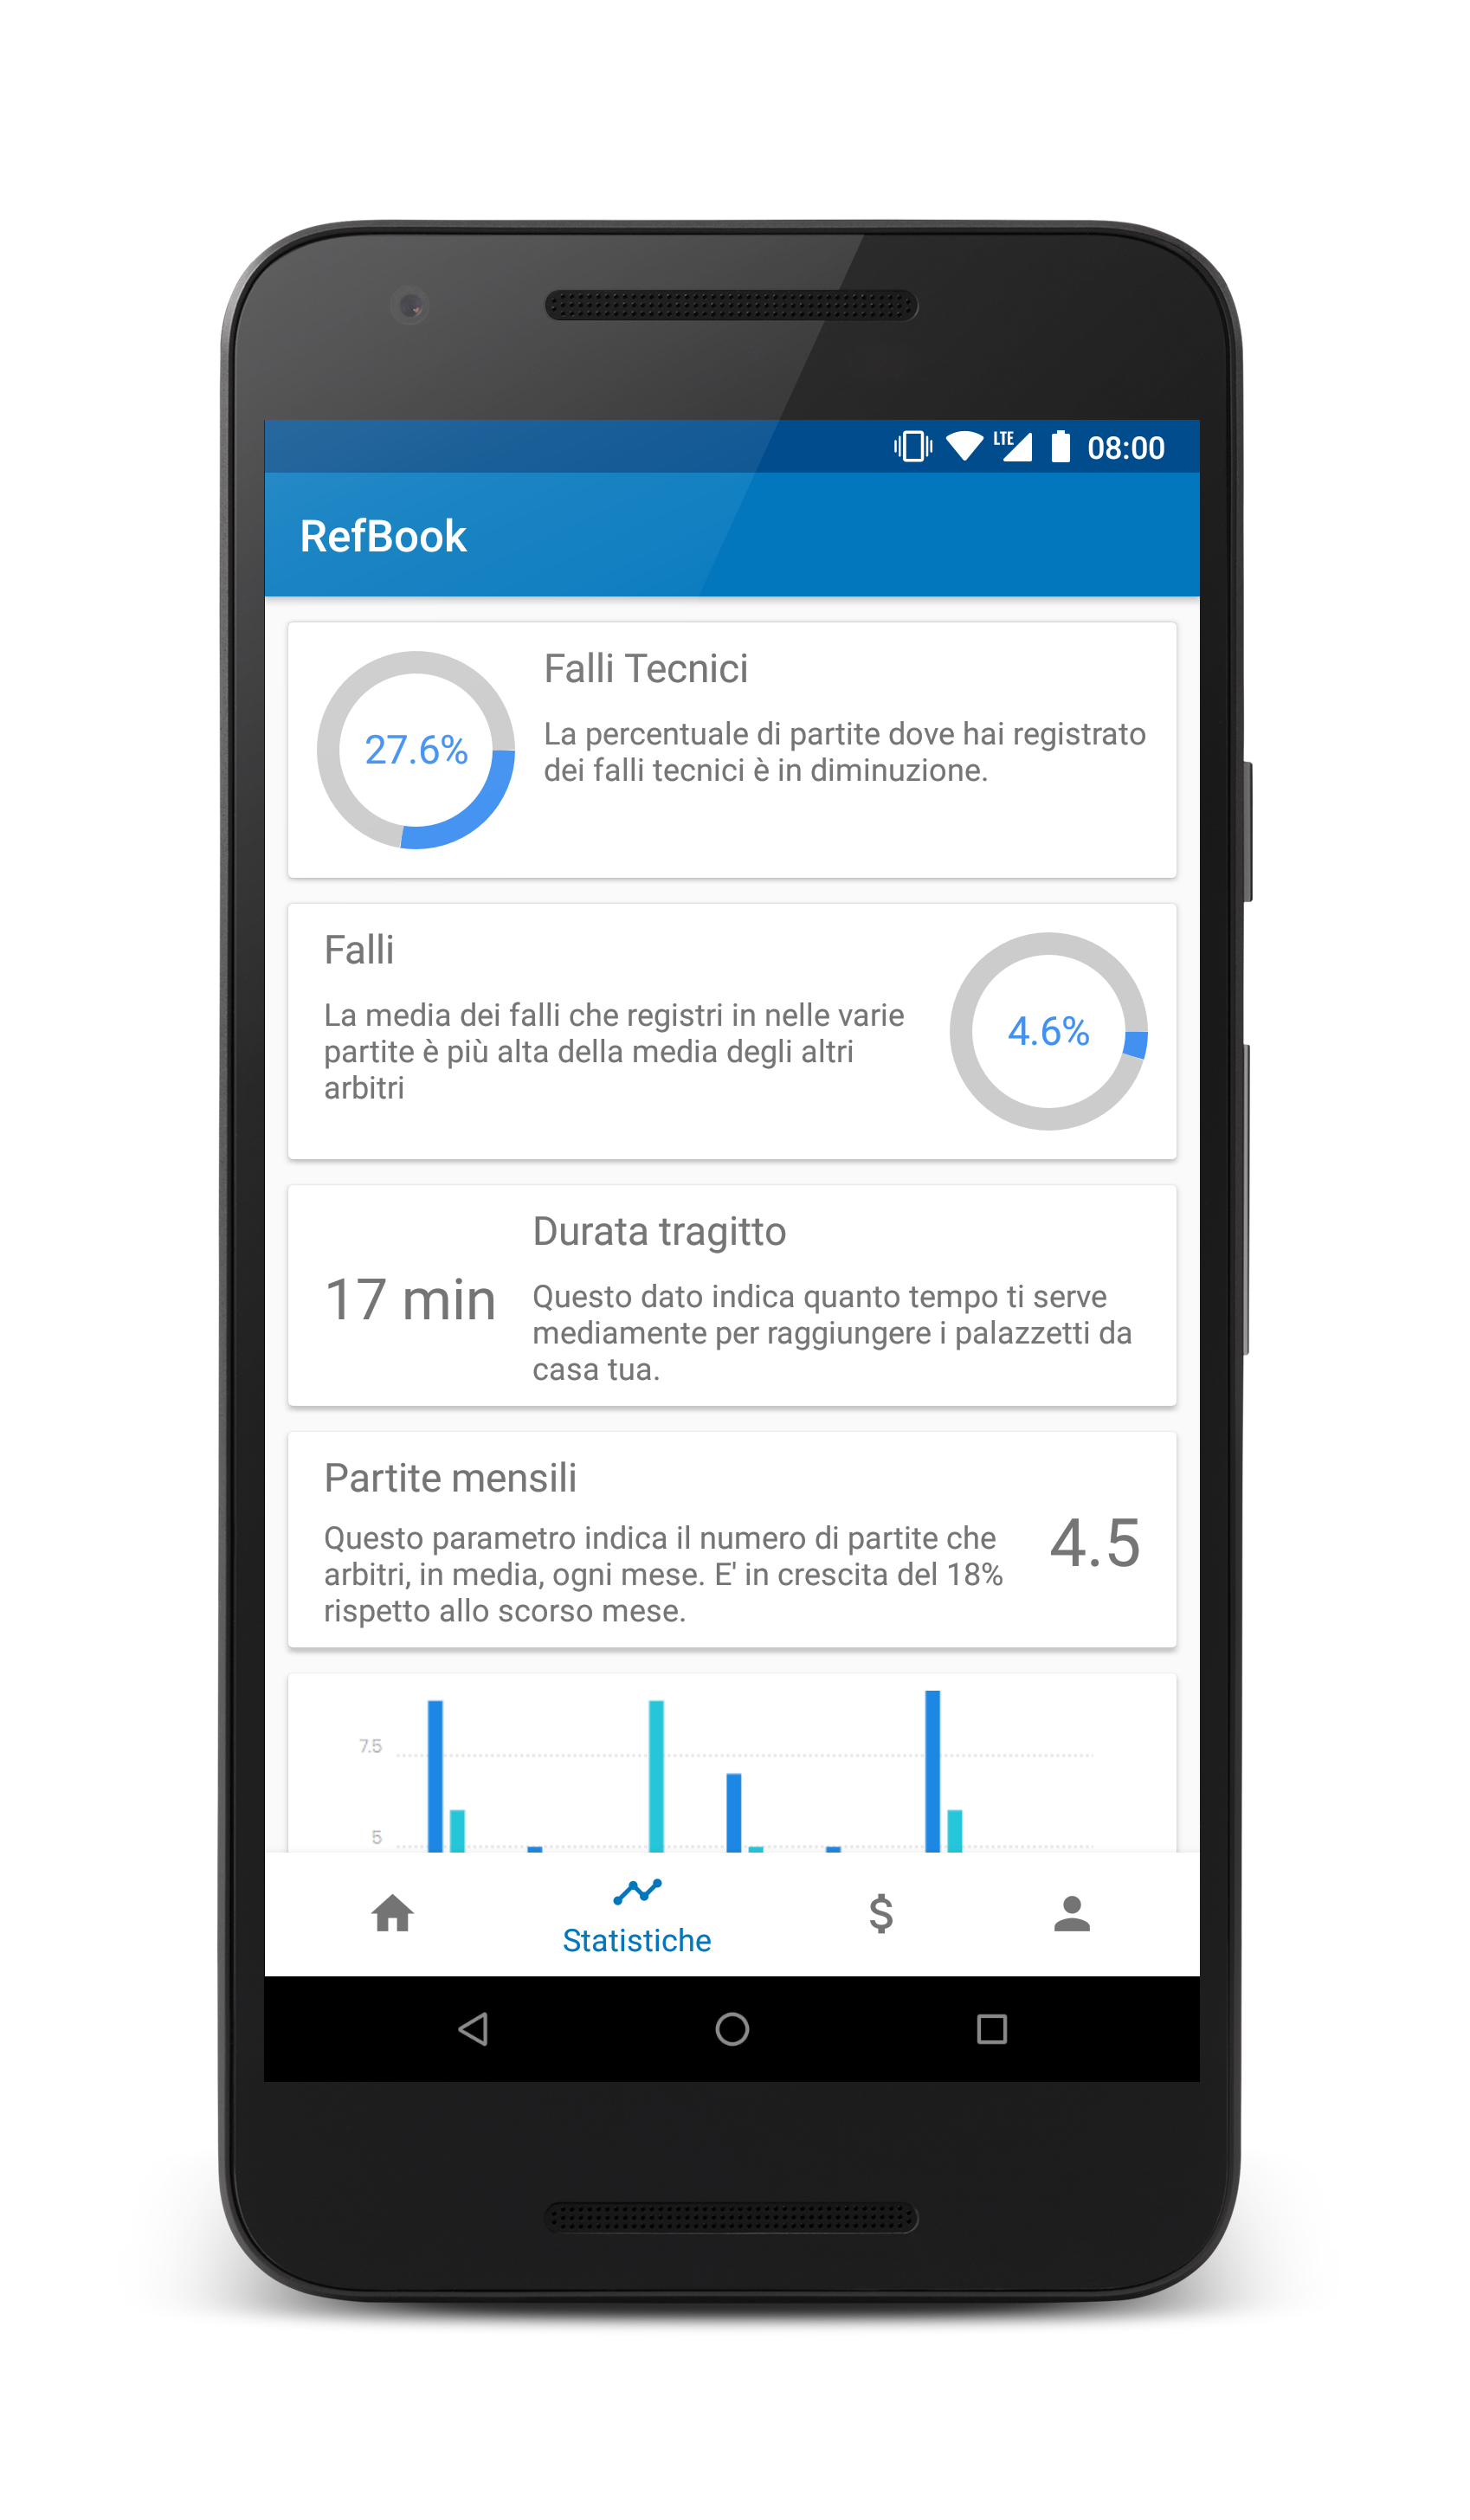 LTE 08:00
RefBook
27.6%
Falli Tecnici
La percentuale di partite dove hai registrato
dei falli tecnici è in diminuzione.
Falli
La media dei falli che registri in nelle varie
partite è più alta della media degli altri
arbitri
4.6%
17 min
Durata tragitto
Questo dato indica quanto tempo ti serve
mediamente per raggiungere i palazzetti da
casa tua.
Partite mensili
Questo parametro indica il numero di partite che
arbitri, in media, ogni mese. E' in crescita del 18%
rispetto allo scorso mese.
4.5
7.5
5
$
Statistiche